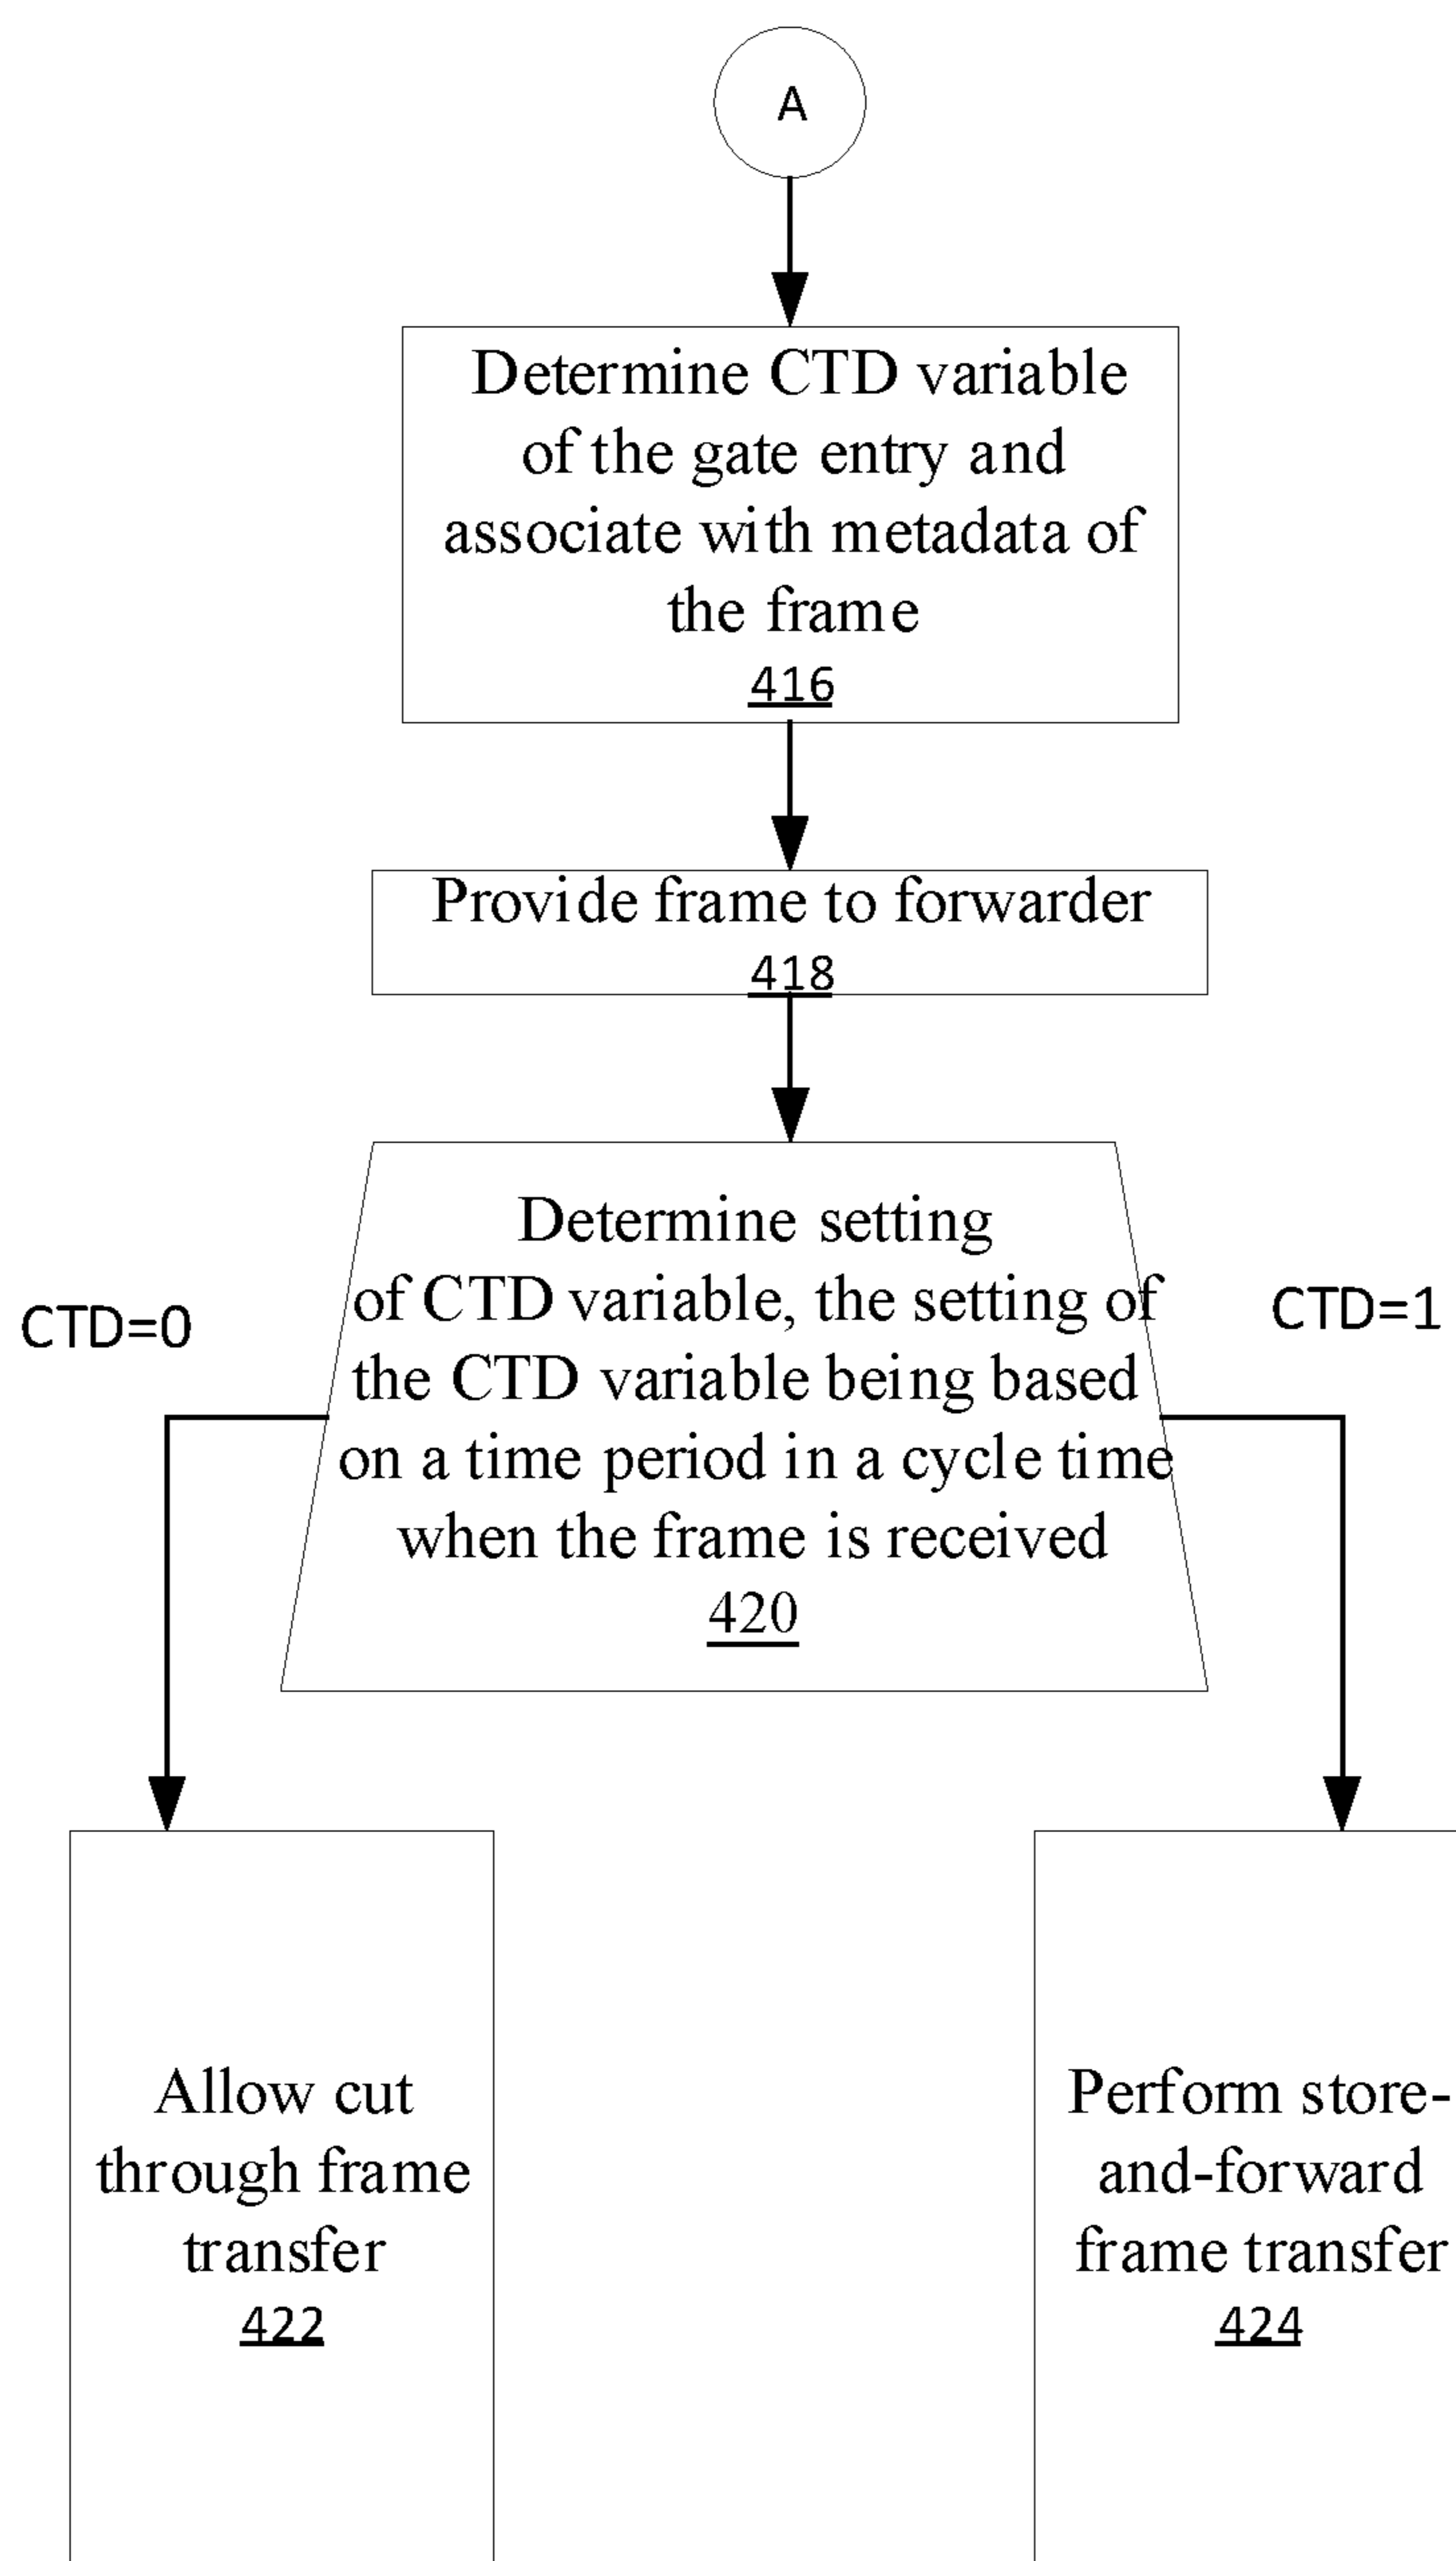 A
Determine CTD variable
of the gate entry and
associate with metadata of
the frame
416
Provide frame to forwarder
418
Determine setting
of CTD variable, the setting of
the CTD variable being based
on a time period in a cycle time
when the frame is received
420
CTD=0
CTD=1
Allow cut
through frame
transfer
422
Perform store-
and-forward
frame transfer
424